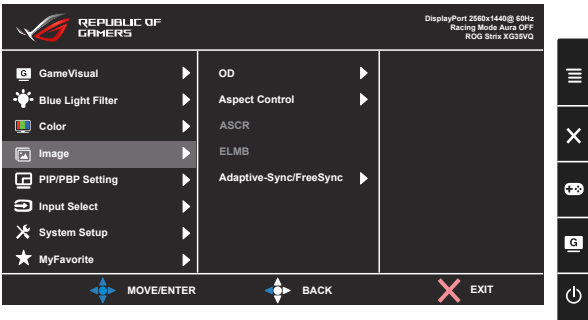 REPUBLIC OF
GAMERS
DisplayPort 2560x1440@ 60Hz
Racing Mode Aura OFF
ROG Strix XG35VQ
G
GameVisual
Blue Light Filter
Color
Image
PIP/PBP Setting
Input Select
System Setup
MyFavorite
OD
Aspect Control
ASCR
ELMB
Adaptive-Sync/FreeSync
MOVE/ENTER
BACK
EXIT
G